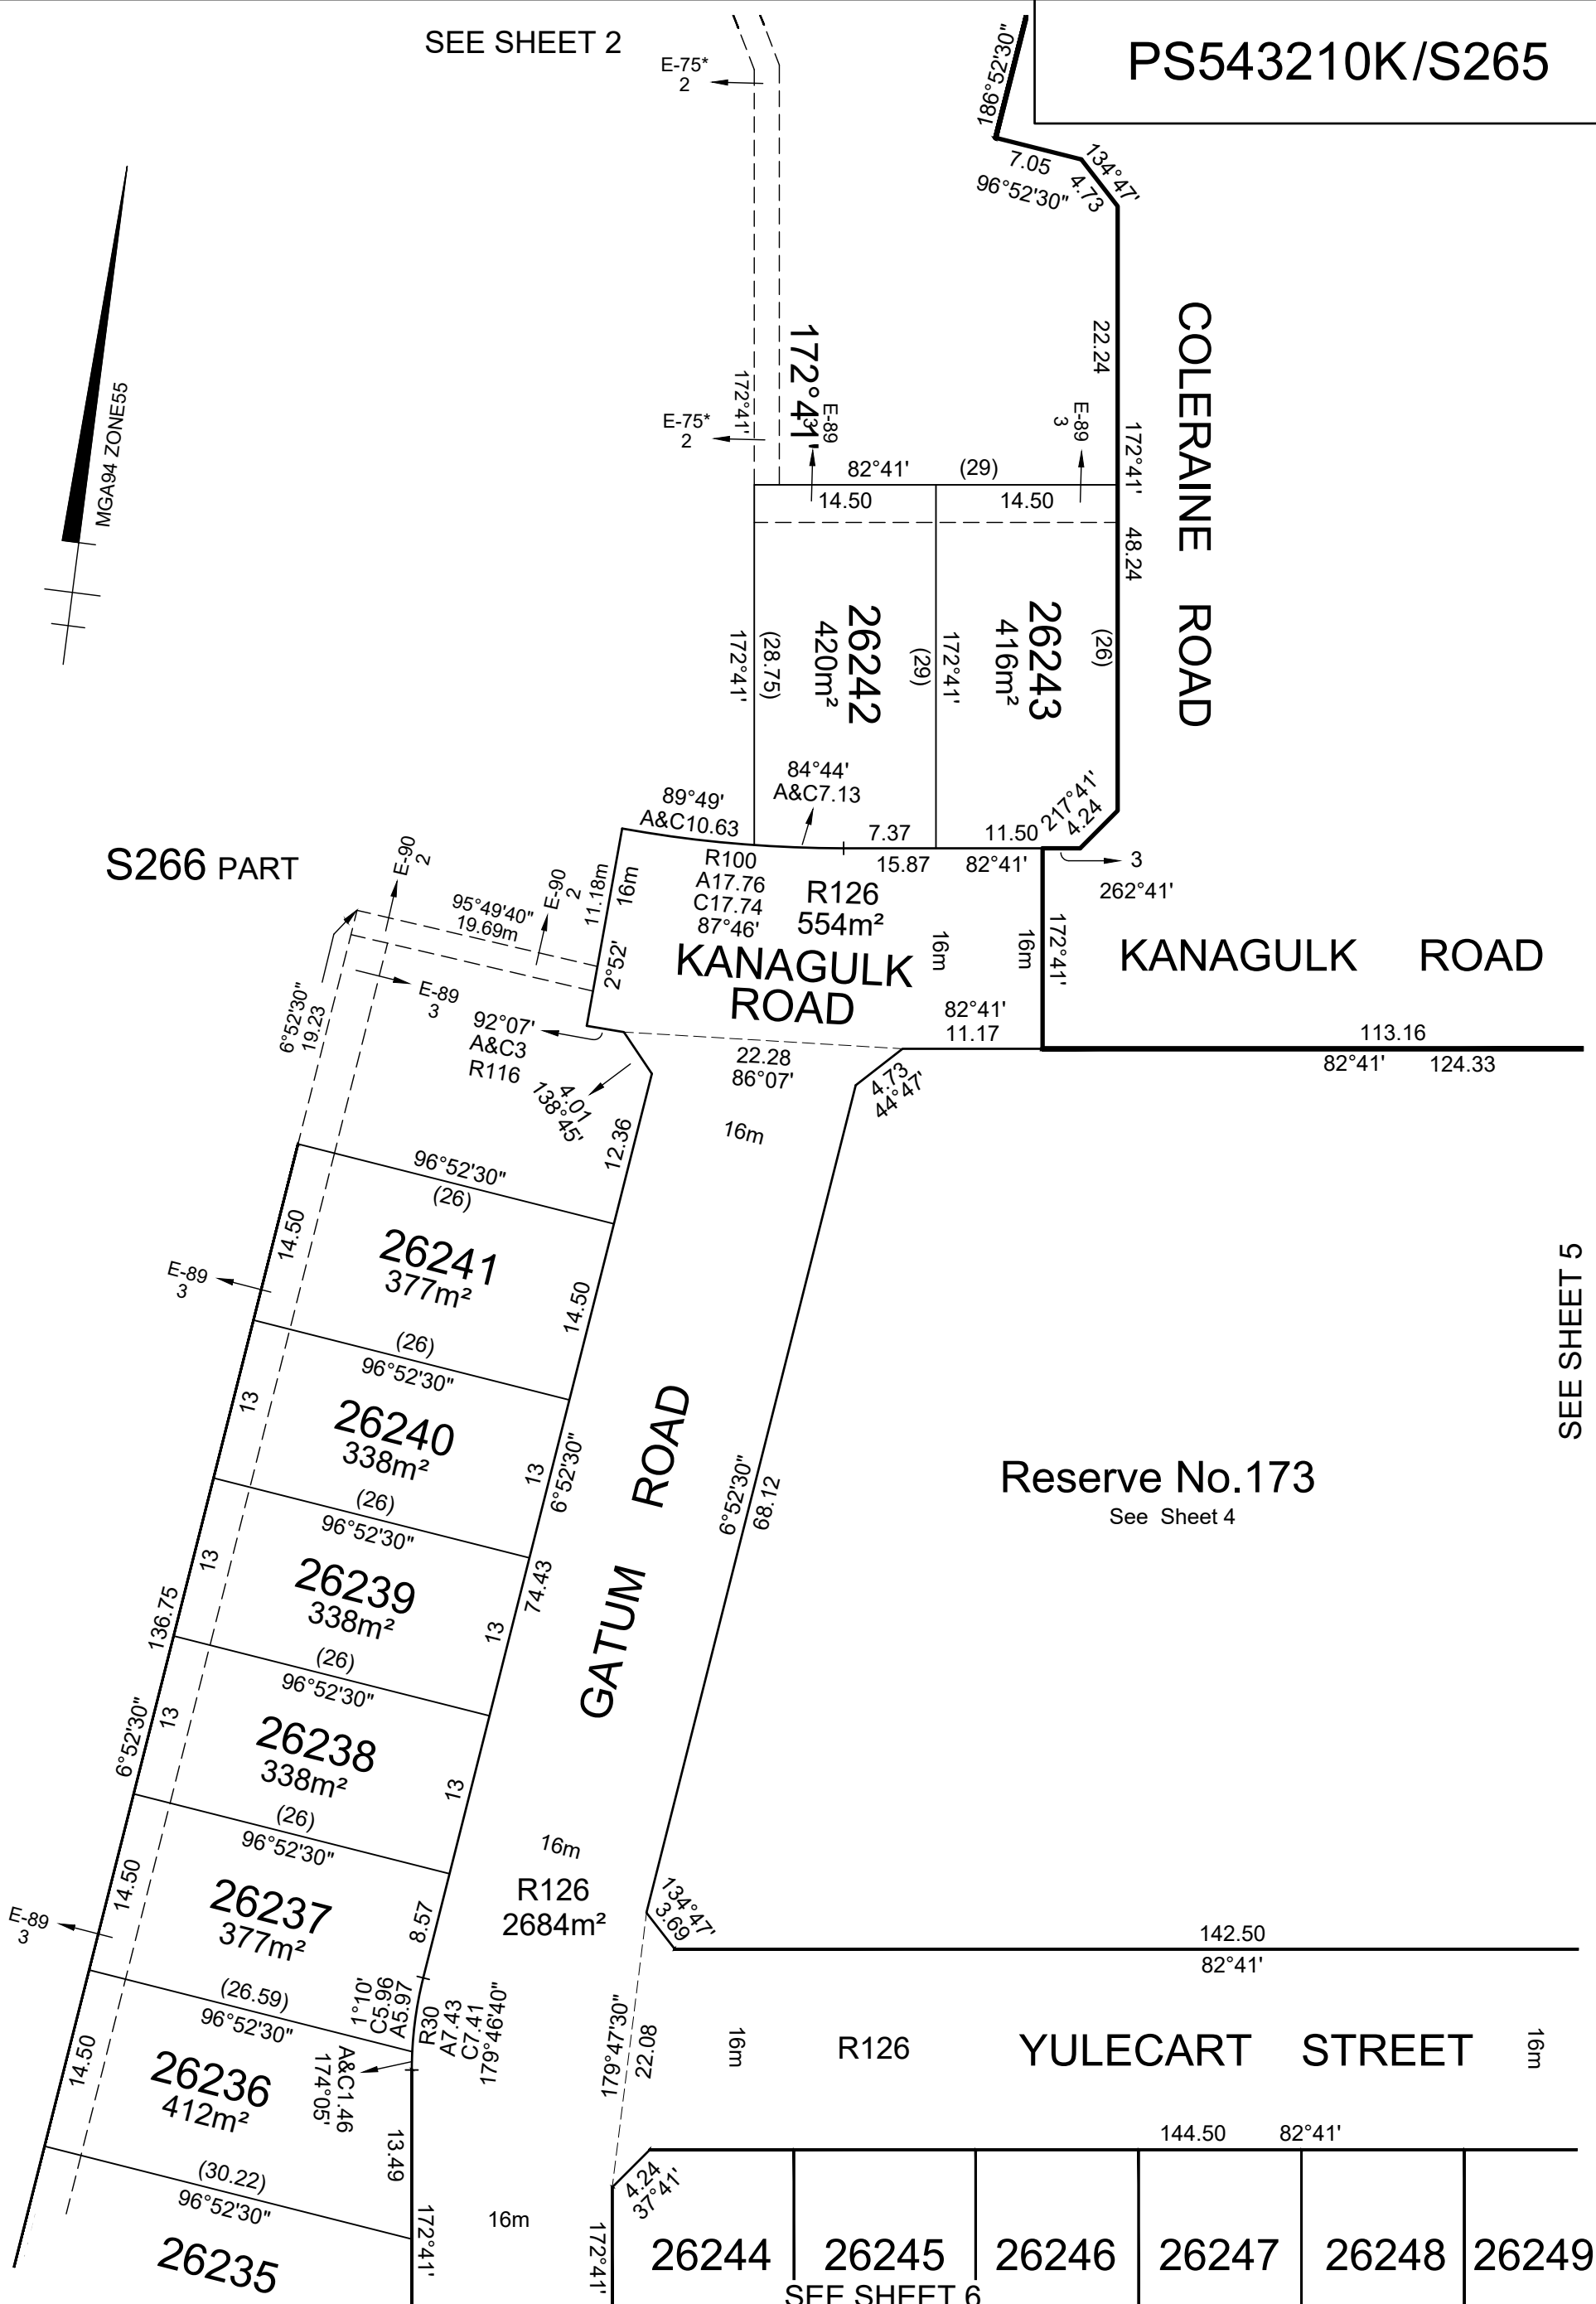 SEE SHEET 2
PS543210K/S265
E-75*
2
186°52'30"
7.05
96°52'30"
134°47'
4.73
MGA94 ZONE55
22.24
COLERAINE ROAD
172°41'
172°41'
E-75*
2
E-89
3
E-89
3
172°41'
82°41'
(29)
14.50
14.50
48.24
26242
420m²
26243
416m²
172°41'
(28.75)
(29)
172°41'
(26)
84°44'
A&C7.13
89°49'
A&C10.63
7.37
11.50
217°41'
4.24
15.87
82°41'
3
262°41'
S266 PART
E-90
2
95°49'40"
19.69m
E-90
2
11.18m
16m
2°52'
R100
A17.76
C17.74
87°46'
R126
554m²
KANAGULK
ROAD
16m
16m
172°41'
KANAGULK ROAD
6°52'30"
19.23
E-89
3
92°07'
A&C3
R116
82°41'
11.17
113.16
82°41'
124.33
22.28
86°07'
4.73
44°47'
4.01
138°45'
12.36
16m
96°52'30"
(26)
14.50
26241
377m²
14.50
E-89
3
(26)
96°52'30"
13
26240
338m²
13
6°52'30"
GATUM ROAD
6°52'30"
68.12
Reserve No.173
See Sheet 4
SEE SHEET 5
(26)
96°52'30"
13
26239
338m²
13
74.43
136.75
(26)
96°52'30"
6°52'30"
13
26238
338m²
13
(26)
96°52'30"
16m
R126
2684m²
14.50
26237
377m²
8.57
E-89
3
134°47'
3.69
142.50
82°41'
(26.59)
96°52'30"
1°10'
C5.96
A5.97
R30
A7.43
C7.41
179°46'40"
179°47'30"
22.08
16m
R126
YULECART STREET
16m
14.50
26236
412m²
A&C1.46
174°05'
13.49
144.50
82°41'
(30.22)
96°52'30"
4.24
37°41'
26235
172°41'
16m
172°41'
26244
26245
26246
26247
26248
26249
SEE SHEET 6